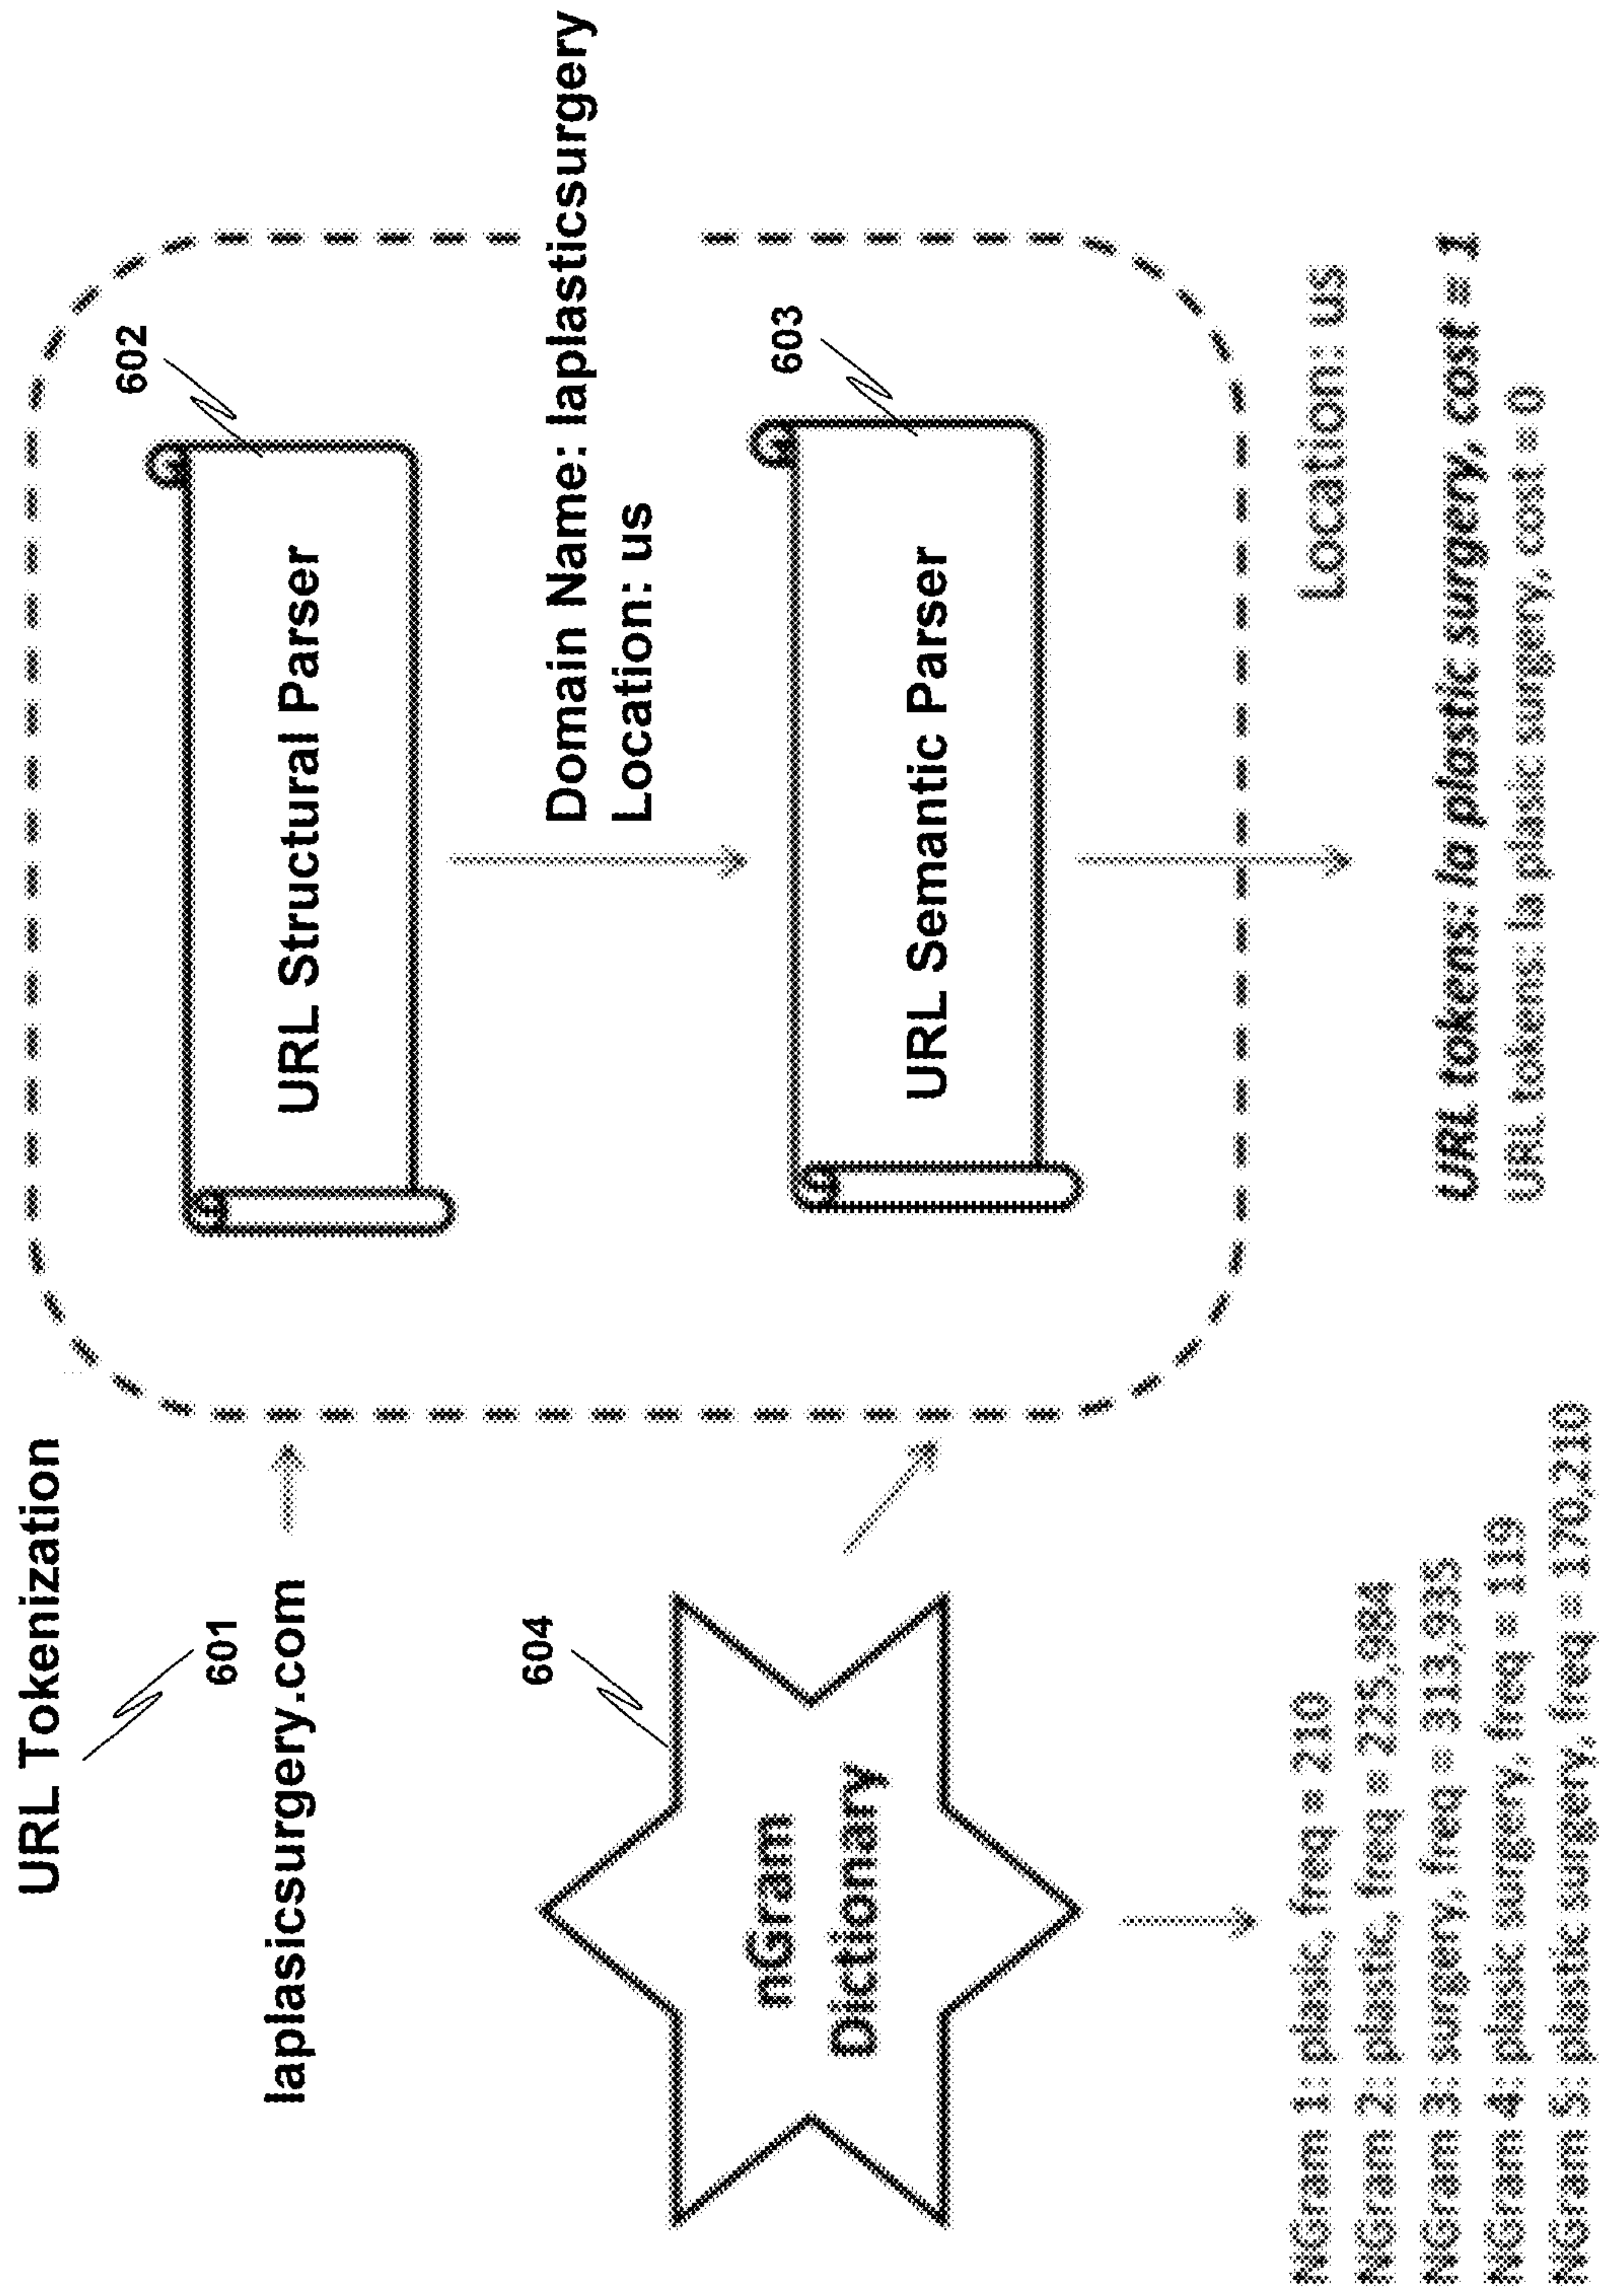 URL Tokenization
601
laplasicsurgery.com
602
URL Structural Parser
Domain Name: laplasticsurgery
Location: us
603
URL Semantic Parser
604
nGram
Dictionary
Location: us
URL tokens: la plastic surgery, cost = 1
URL tokens: la plasic surgery, cost = 0
NGram 1: plasic, freq = 210
NGram 2: plastic, freq = 225,984
NGram 3: surgery, freq = 313,935
NGram 4: plasic surgery, freq = 119
NGram 5: plastic surgery, freq = 170,210